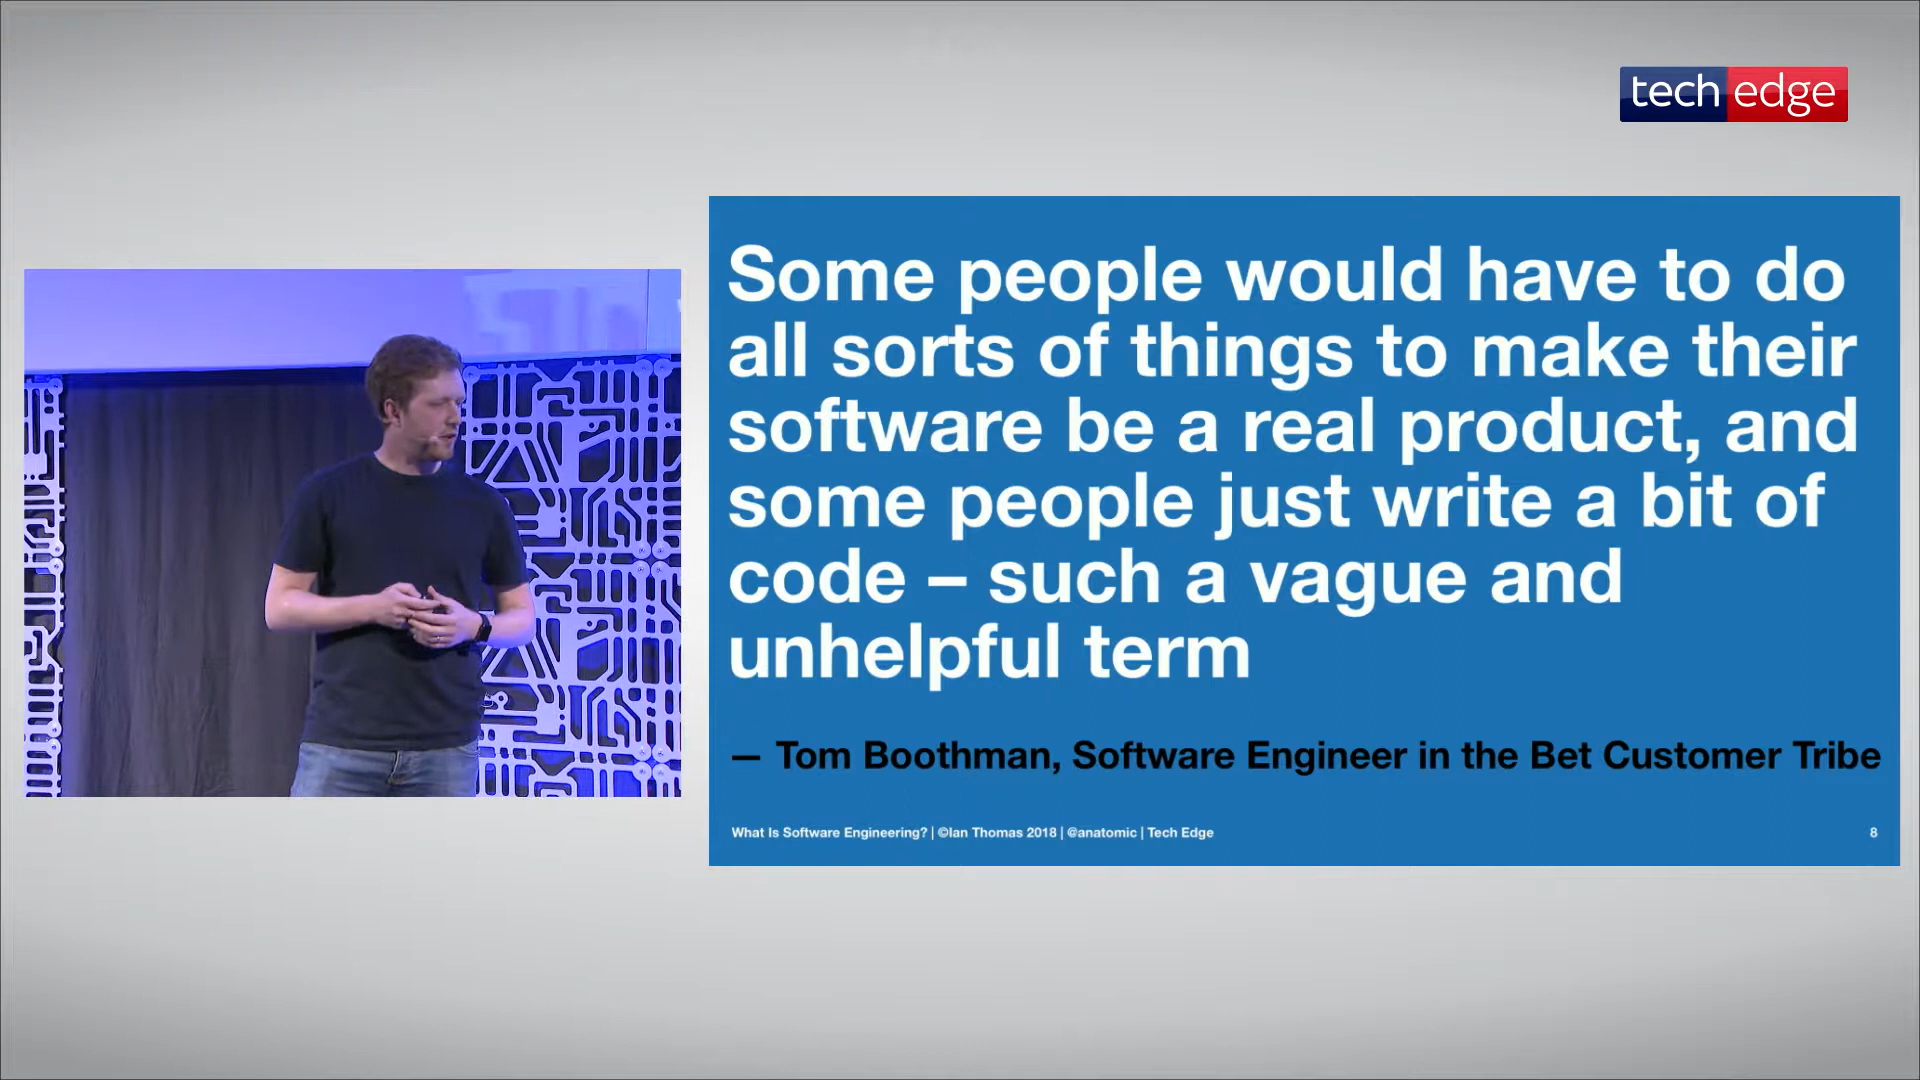 tech edge
Some people would have to do
all sorts of things to make their
software be a real product, and
some people just write a bit of
code – such a vague and
unhelpful term
— Tom Boothman, Software Engineer in the Bet Customer Tribe
What Is Software Engineering? | ©Ian Thomas 2018 | @anatomic | Tech Edge
8